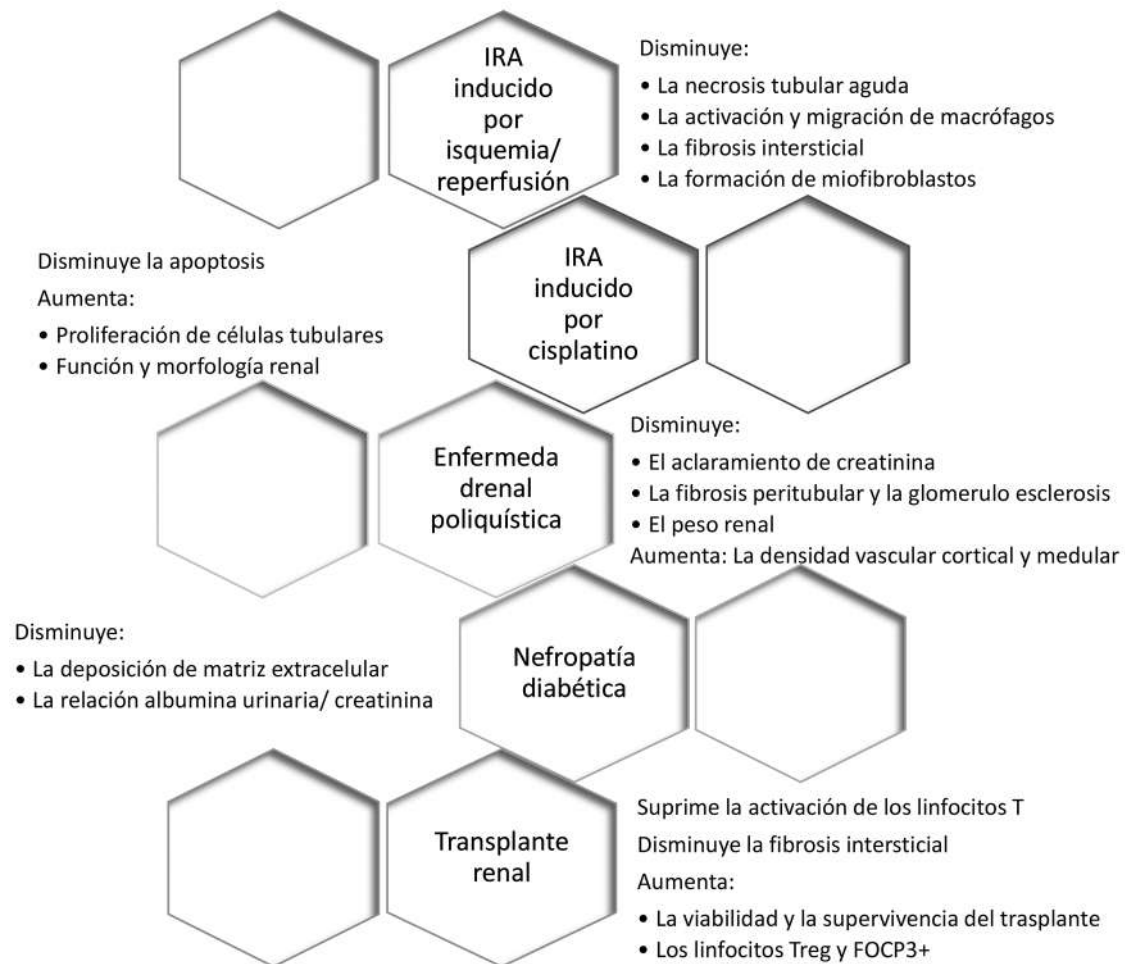 IRA
inducido
por
isquemia/
reperfusión
Disminuye:
• La necrosis tubular aguda
• La activación y migración de macrófagos
• La fibrosis intersticial
• La formación de miofibroblastos
Disminuye la apoptosis
Aumenta:
• Proliferación de células tubulares
• Función y morfología renal
IRA
inducido
por
cisplatino
Enfermeda
drenal
poliquística
Disminuye:
• El aclaramiento de creatinina
• La fibrosis peritubular y la glomerulo esclerosis
• El peso renal
Aumenta: La densidad vascular cortical y medular
Disminuye:
• La deposición de matriz extracelular
• La relación albumina urinaria/ creatinina
Nefropatía
diabética
Transplante
renal
Suprime la activación de los linfocitos T
Disminuye la fibrosis intersticial
Aumenta:
• La viabilidad y la supervivencia del trasplante
• Los linfocitos Treg y FOCP3+